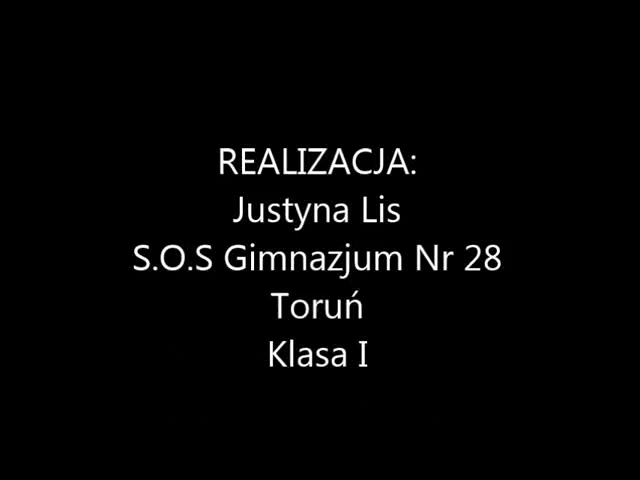 REALIZACJA:
Justyna Lis
S.O.S Gimnazjum Nr 28
Toruń
Klasa I